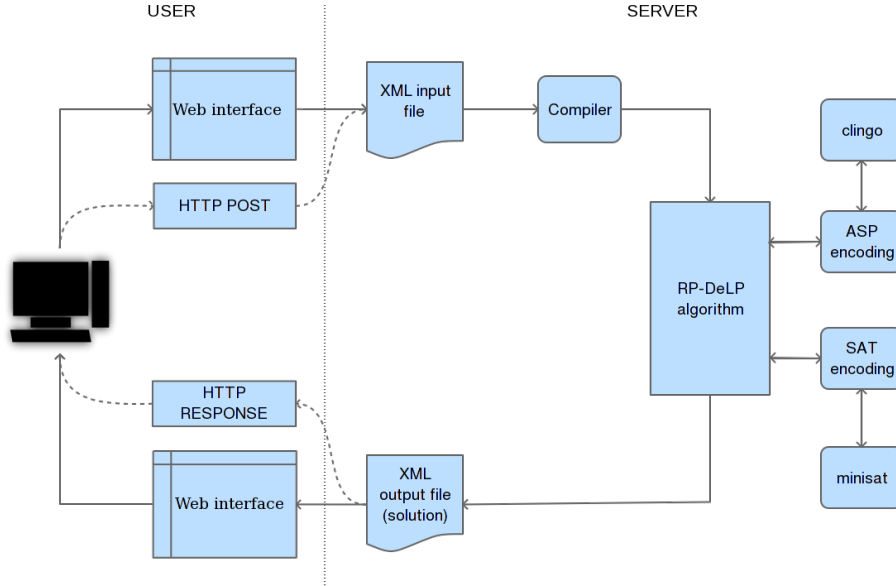 USER
SERVER
Web interface
XML input
file
Compiler
clingo
HTTP POST
ASP
encoding
RP-DeLP
algorithm
SAT
encoding
HTTP
RESPONSE
XML
output file
(solution)
Web interface
minisat